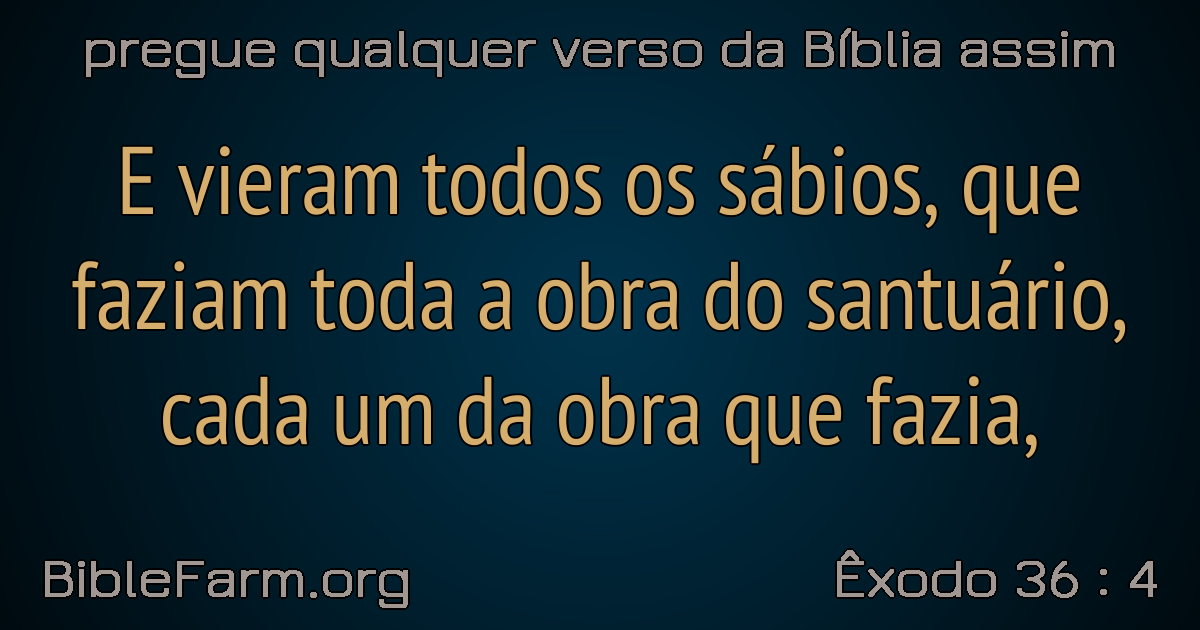 pregue qualquer verso da Bíblia assim
E vieram todos os sábios, que
faziam toda a obra do santuário,
cada um da obra que fazia,
BibleFarm.org
Êxodo 36 : 4